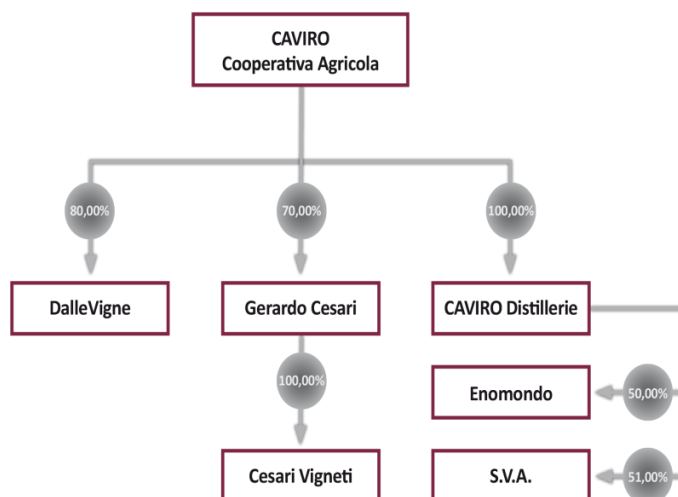 CAVIRO
Cooperativa Agricola
80,00%
70,00%
100,00%
DalleVigne
Gerardo Cesari
CAVIRO Distillerie
100,00%
Enomondo
50,00%
Cesari Vigneti
S.V.A.
51,00%